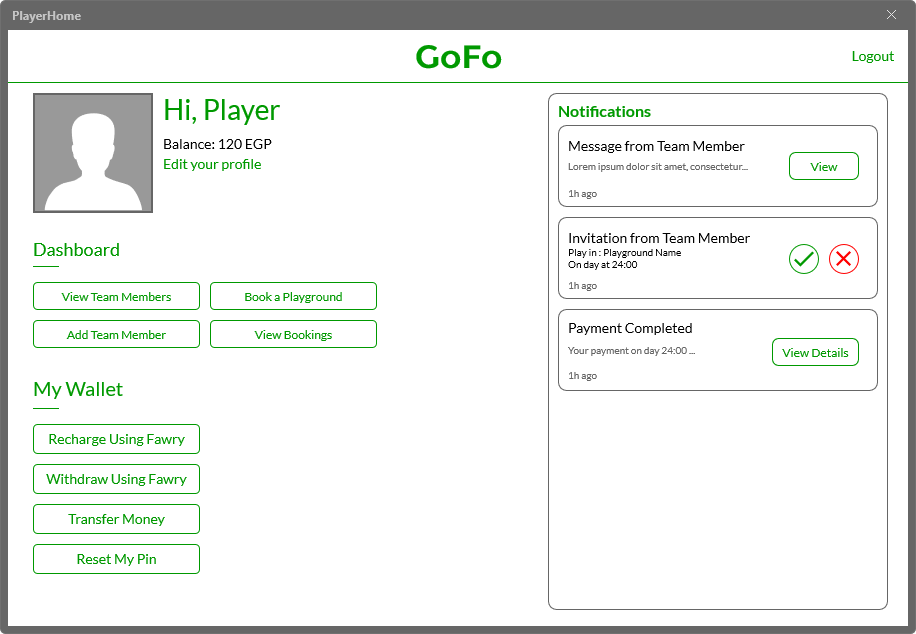 PlayerHome
GoFo
Logout
Hi, Player
Balance: 120 EGP
Edit your profile
Dashboard
View Team Members
Book a Playground
Add Team Member
View Bookings
My Wallet
Recharge Using Fawry
Withdraw Using Fawry
Transfer Money
Reset My Pin
Notifications
Message from Team Member
Lorem ipsum dolor sit amet, consectetur...
View
1h ago
Invitation from Team Member
Play in : Playground Name
On day at 24:00
1h ago
Payment Completed
Your payment on day 24:00 ...
View Details
1h ago